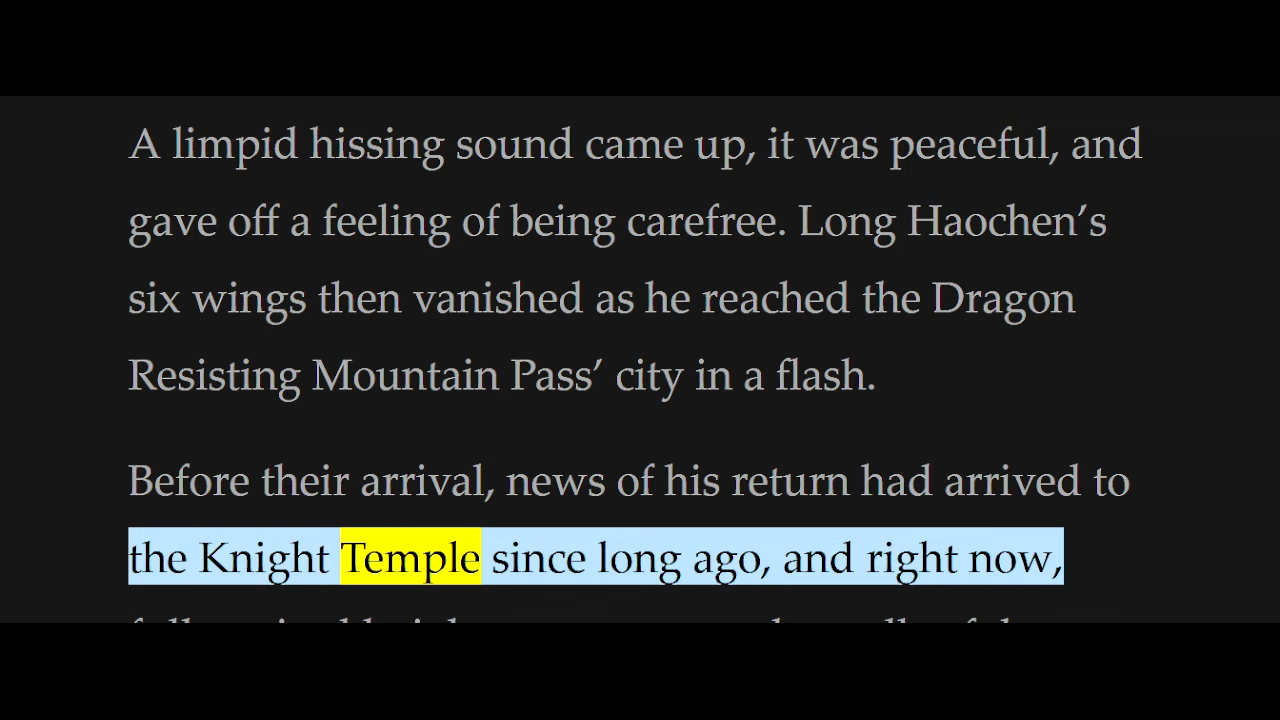 A limpid hissing sound came up, it was peaceful, and
gave off a feeling of being carefree. Long Haochen’s
six wings then vanished as he reached the Dragon
Resisting Mountain Pass’ city in a flash.
Before their arrival, news of his return had arrived to
the Knight Temple since long ago, and right now,